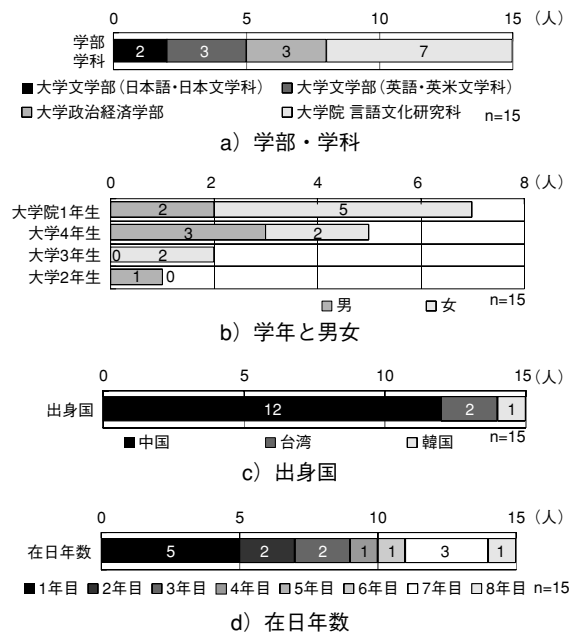 0 5 10 15 （人）
学部
学科
2 3 3 7
■大学文学部（日本語・日本文学科） ■大学文学部（英語・英米文学科）
■大学政治経済学部 □大学院 言語文化研究科 n=15
a）学部・学科
0 2 4 6 8（人）
大学院1年生 2 5
大学4年生 3 2
大学3年生 0 2
大学2年生 1 0
■男 □女 n=15
b）学年と男女
0 5 10 15（人）
出身国 12 2 1
■中国 ■台湾 □韓国 n=15
c）出身国
0 5 10 15（人）
在日年数 5 2 2 1 1 3 1
■1年目 ■2年目 ■3年目 ■4年目 ■5年目 □6年目 □7年目 □8年目 n=15
d）在日年数